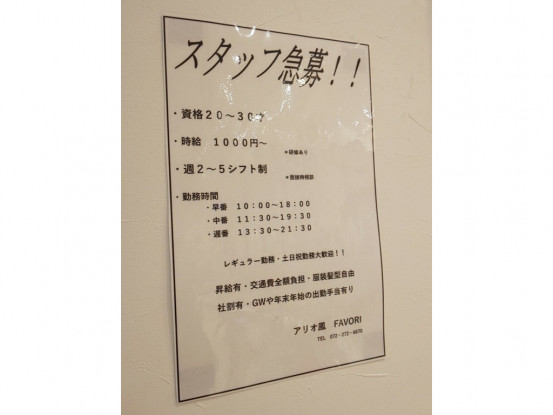 スタッフ急募！！
・資格２０～３０才
・時給　１０００円～
＊研修あり
・週２～５シフト制
＊面接時相談
・勤務時間
・早番　１０：００～１８：００
・中番　１１：３０～１９：３０
・遅番　１３：３０～２１：３０
レギュラー勤務・土日祝勤務大歓迎！！
昇給有・交通費全額負担・服装髪型自由
社割有・GWや年末年始の出勤手当有り
アリオ鳳　FAVORI
TEL